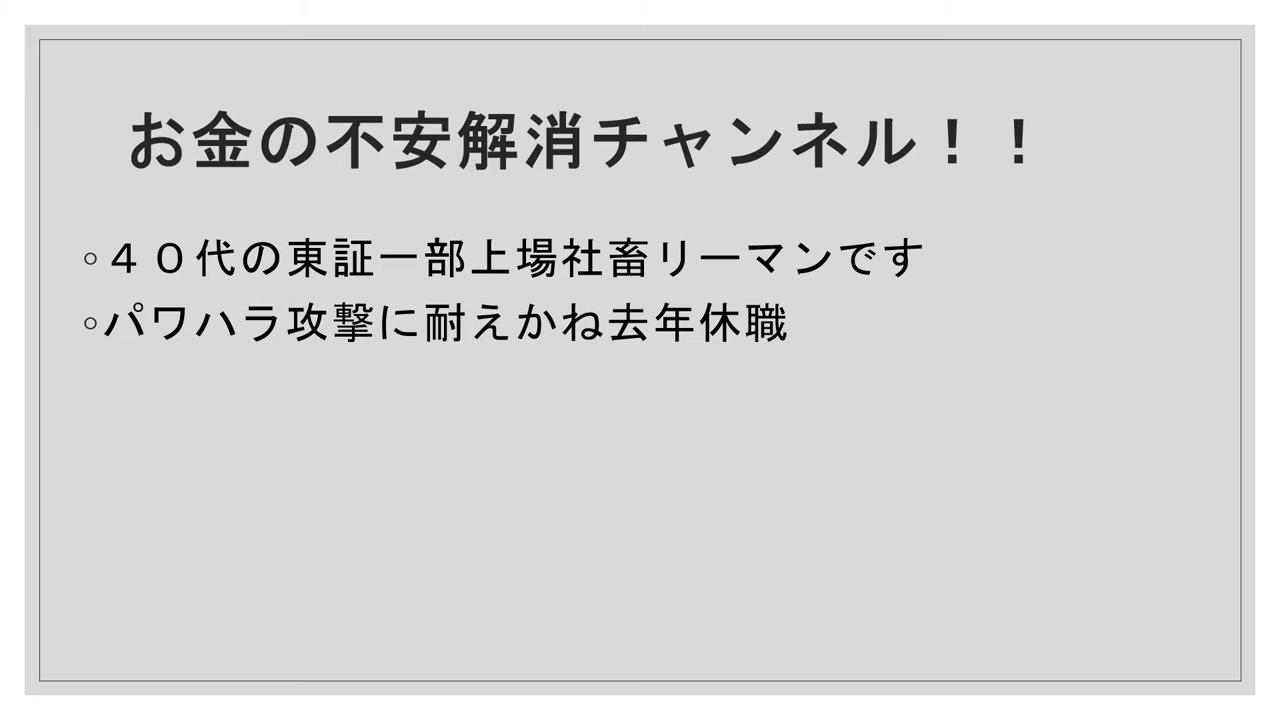 お金の不安解消チャンネル！！
◦４０代の東証一部上場社畜リーマンです
◦パワハラ攻撃に耐えかね去年休職